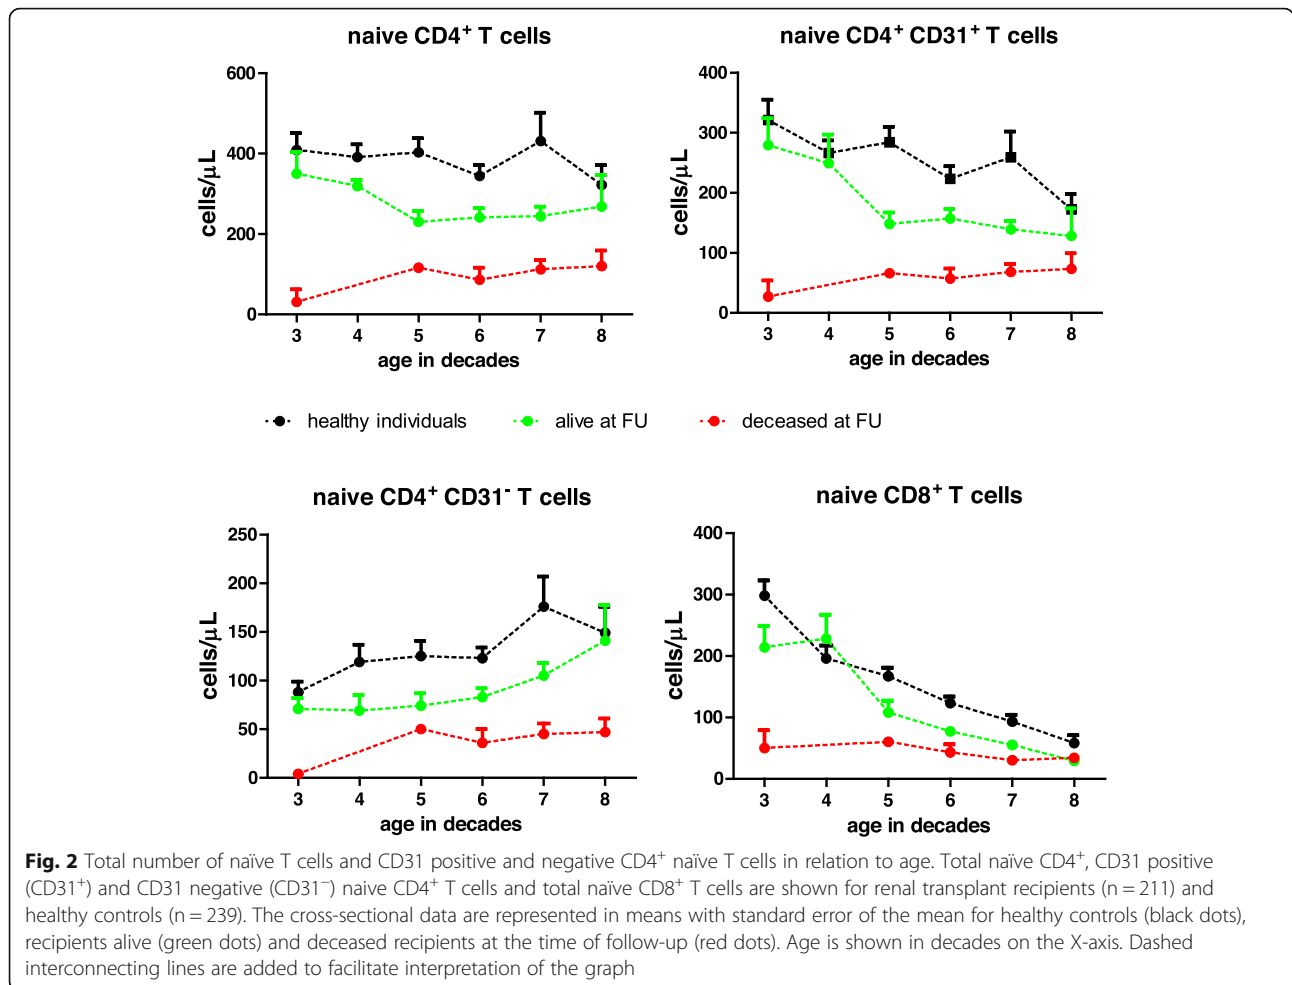 naive CD4+ T cells
600
400
200
0
cells/μL
3 4 5 6 7 8
age in decades
naive CD4+ CD31+ T cells
400
300
200
100
0
cells/μL
3 4 5 6 7 8
age in decades
healthy individuals
alive at FU
deceased at FU
naive CD4+ CD31- T cells
250
200
150
100
50
0
cells/μL
3 4 5 6 7 8
age in decades
naive CD8+ T cells
400
300
200
100
0
cells/μL
3 4 5 6 7 8
age in decades
Fig. 2 Total number of naïve T cells and CD31 positive and negative CD4+ naïve T cells in relation to age. Total naïve CD4+, CD31 positive
(CD31+) and CD31 negative (CD31−) naive CD4+ T cells and total naïve CD8+ T cells are shown for renal transplant recipients (n = 211) and
healthy controls (n = 239). The cross-sectional data are represented in means with standard error of the mean for healthy controls (black dots),
recipients alive (green dots) and deceased recipients at the time of follow-up (red dots). Age is shown in decades on the X-axis. Dashed
interconnecting lines are added to facilitate interpretation of the graph